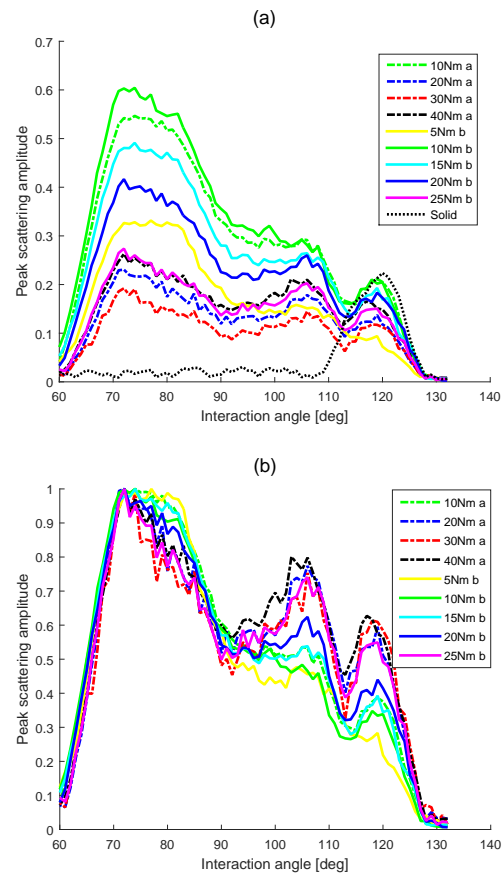 (a)
Peak scattering amplitude
0.7
0.6
0.5
0.4
0.3
0.2
0.1
0
60 70 80 90 100 110 120 130 140
Interaction angle [deg]
10Nm a
20Nm a
30Nm a
40Nm a
5Nm b
10Nm b
15Nm b
20Nm b
25Nm b
Solid
(b)
Peak scattering amplitude
1
0.9
0.8
0.7
0.6
0.5
0.4
0.3
0.2
0.1
0
60 70 80 90 100 110 120 130 140
Interaction angle [deg]
10Nm a
20Nm a
30Nm a
40Nm a
5Nm b
10Nm b
15Nm b
20Nm b
25Nm b